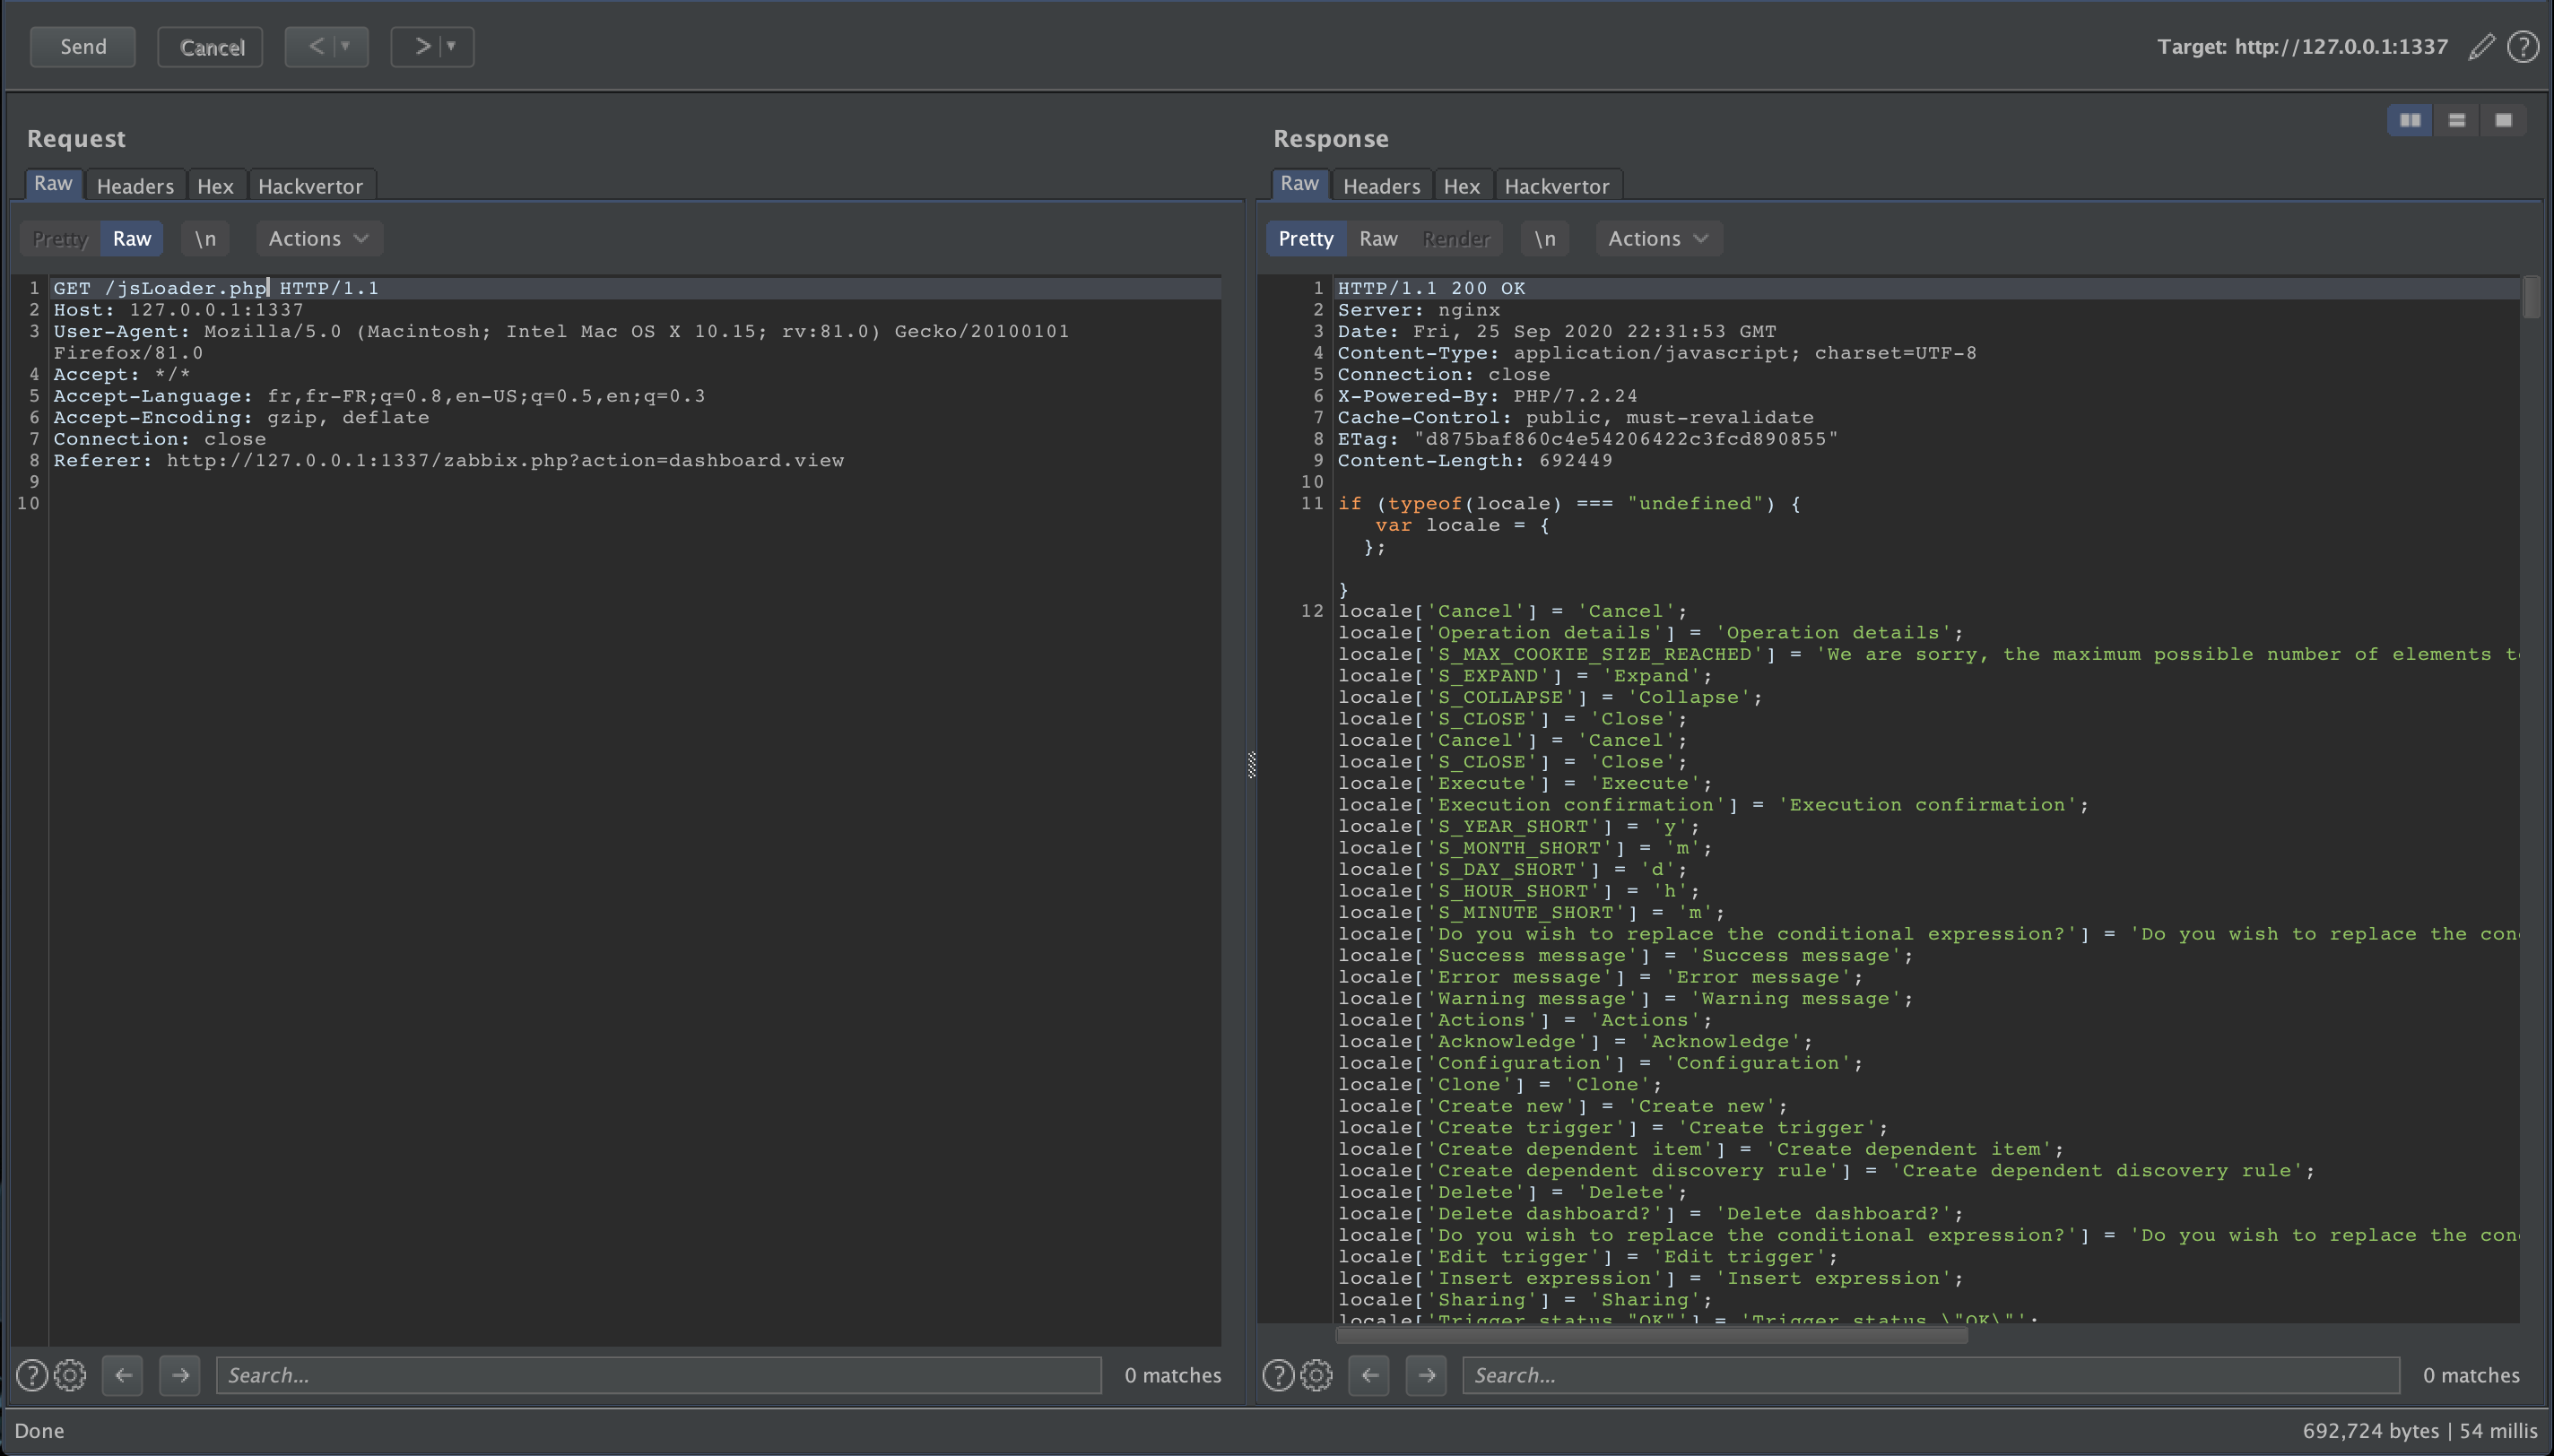 Send Cancel < > Target: http://127.0.0.1:1337
Request
Raw Headers Hex Hackvertor
Pretty Raw \n Actions
1 GET /jsLoader.php HTTP/1.1
2 Host: 127.0.0.1:1337
3 User-Agent: Mozilla/5.0 (Macintosh; Intel Mac OS X 10.15; rv:81.0) Gecko/20100101
Firefox/81.0
4 Accept: */*
5 Accept-Language: fr,fr-FR;q=0.8,en-US;q=0.5,en;q=0.3
6 Accept-Encoding: gzip, deflate
7 Connection: close
8 Referer: http://127.0.0.1:1337/zabbix.php?action=dashboard.view
9
10
Search... 0 matches
Response
Raw Headers Hex Hackvertor
Pretty Raw Render \n Actions
1 HTTP/1.1 200 OK
2 Server: nginx
3 Date: Fri, 25 Sep 2020 22:31:53 GMT
4 Content-Type: application/javascript; charset=UTF-8
5 Connection: close
6 X-Powered-By: PHP/7.2.24
7 Cache-Control: public, must-revalidate
8 ETag: "d875baf860c4e54206422c3fcd890855"
9 Content-Length: 692449
10
11 if (typeof(locale) === "undefined") {
var locale = {
};
}
12 locale['Cancel'] = 'Cancel';
locale['Operation details'] = 'Operation details';
locale['S_MAX_COOKIE_SIZE_REACHED'] = 'We are sorry, the maximum possible number of elements t
locale['S_EXPAND'] = 'Expand';
locale['S_COLLAPSE'] = 'Collapse';
locale['S_CLOSE'] = 'Close';
locale['Cancel'] = 'Cancel';
locale['S_CLOSE'] = 'Close';
locale['Execute'] = 'Execute';
locale['Execution confirmation'] = 'Execution confirmation';
locale['S_YEAR_SHORT'] = 'y';
locale['S_MONTH_SHORT'] = 'm';
locale['S_DAY_SHORT'] = 'd';
locale['S_HOUR_SHORT'] = 'h';
locale['S_MINUTE_SHORT'] = 'm';
locale['Do you wish to replace the conditional expression?'] = 'Do you wish to replace the con
locale['Success message'] = 'Success message';
locale['Error message'] = 'Error message';
locale['Warning message'] = 'Warning message';
locale['Actions'] = 'Actions';
locale['Acknowledge'] = 'Acknowledge';
locale['Configuration'] = 'Configuration';
locale['Clone'] = 'Clone';
locale['Create new'] = 'Create new';
locale['Create trigger'] = 'Create trigger';
locale['Create dependent item'] = 'Create dependent item';
locale['Create dependent discovery rule'] = 'Create dependent discovery rule';
locale['Delete'] = 'Delete';
locale['Delete dashboard?'] = 'Delete dashboard?';
locale['Do you wish to replace the conditional expression?'] = 'Do you wish to replace the con
locale['Edit trigger'] = 'Edit trigger';
locale['Insert expression'] = 'Insert expression';
locale['Sharing'] = 'Sharing';
locale['Trigger status "OK"'] = 'Trigger status \"OK\"';
Search... 0 matches
Done 692,724 bytes | 54 millis